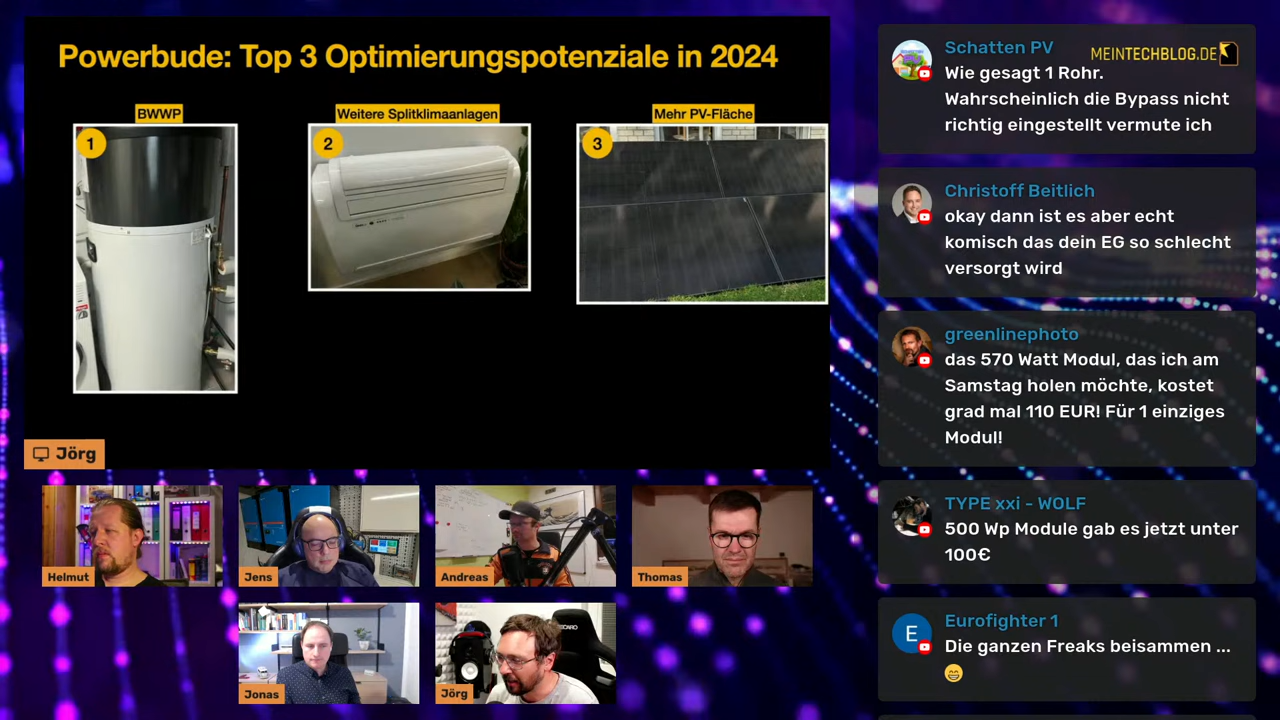 Powerbude: Top 3 Optimierungspotenziale in 2024
BWWP
1
Weitere Splitklimaanlagen
2
Mehr PV-Fläche
3
Jörg
Helmut
Jens
Andreas
Thomas
Jonas
Jörg
MEINTECHBLOG.DE
Schatten PV
Wie gesagt 1 Rohr.
Wahrscheinlich die Bypass nicht
richtig eingestellt vermute ich
Christoff Beitlich
okay dann ist es aber echt
komisch das dein EG so schlecht
versorgt wird
greenlinephoto
das 570 Watt Modul, das ich am
Samstag holen möchte, kostet
grad mal 110 EUR! Für 1 einziges
Modul!
TYPE xxi - WOLF
500 Wp Module gab es jetzt unter
100€
E
Eurofighter 1
Die ganzen Freaks beisammen ...
😁